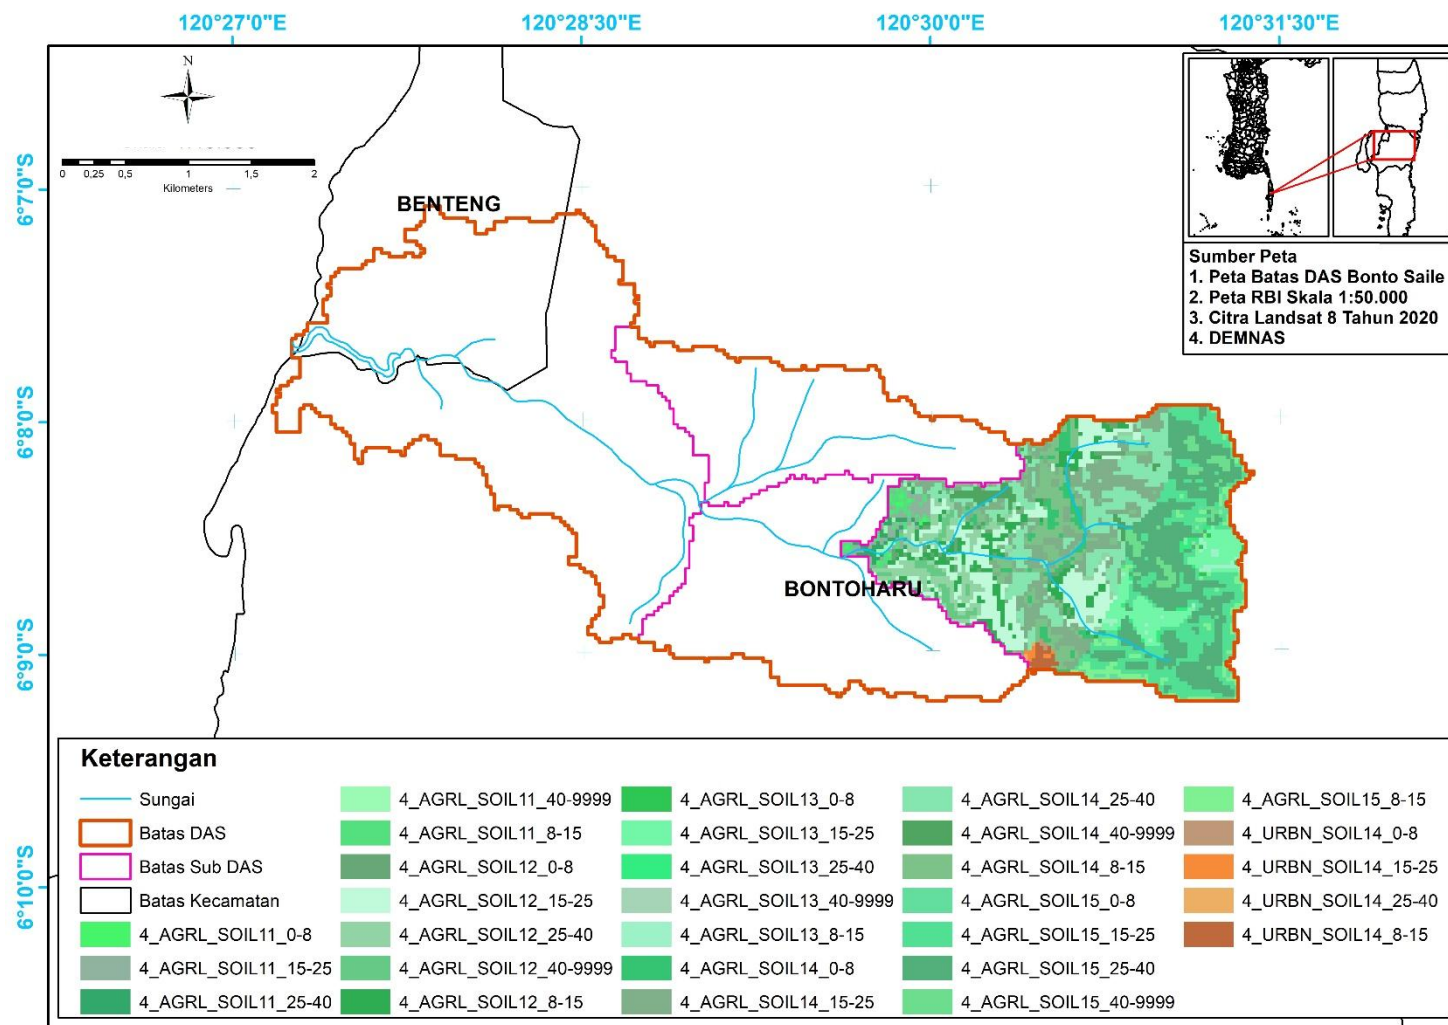 120°27'0"E 120°28'30"E 120°30'0"E 120°31'30"E
N
0 0,25 0,5 1 1,5 2
Kilometers
6°7'0"S
6°8'0"S
6°9'0"S
6°10'0"S
BENTENG
BONTOHARU
Sumber Peta
1. Peta Batas DAS Bonto Saile
2. Peta RBI Skala 1:50.000
3. Citra Landsat 8 Tahun 2020
4. DEMNAS
Keterangan
Sungai
Batas DAS
Batas Sub DAS
Batas Kecamatan
4_AGRL_SOIL11_0-8
4_AGRL_SOIL11_15-25
4_AGRL_SOIL11_25-40
4_AGRL_SOIL11_40-9999
4_AGRL_SOIL11_8-15
4_AGRL_SOIL12_0-8
4_AGRL_SOIL12_15-25
4_AGRL_SOIL12_25-40
4_AGRL_SOIL12_40-9999
4_AGRL_SOIL12_8-15
4_AGRL_SOIL13_0-8
4_AGRL_SOIL13_15-25
4_AGRL_SOIL13_25-40
4_AGRL_SOIL13_40-9999
4_AGRL_SOIL13_8-15
4_AGRL_SOIL14_0-8
4_AGRL_SOIL14_15-25
4_AGRL_SOIL14_25-40
4_AGRL_SOIL14_40-9999
4_AGRL_SOIL14_8-15
4_AGRL_SOIL15_0-8
4_AGRL_SOIL15_15-25
4_AGRL_SOIL15_25-40
4_AGRL_SOIL15_40-9999
4_AGRL_SOIL15_8-15
4_URBN_SOIL14_0-8
4_URBN_SOIL14_15-25
4_URBN_SOIL14_25-40
4_URBN_SOIL14_8-15